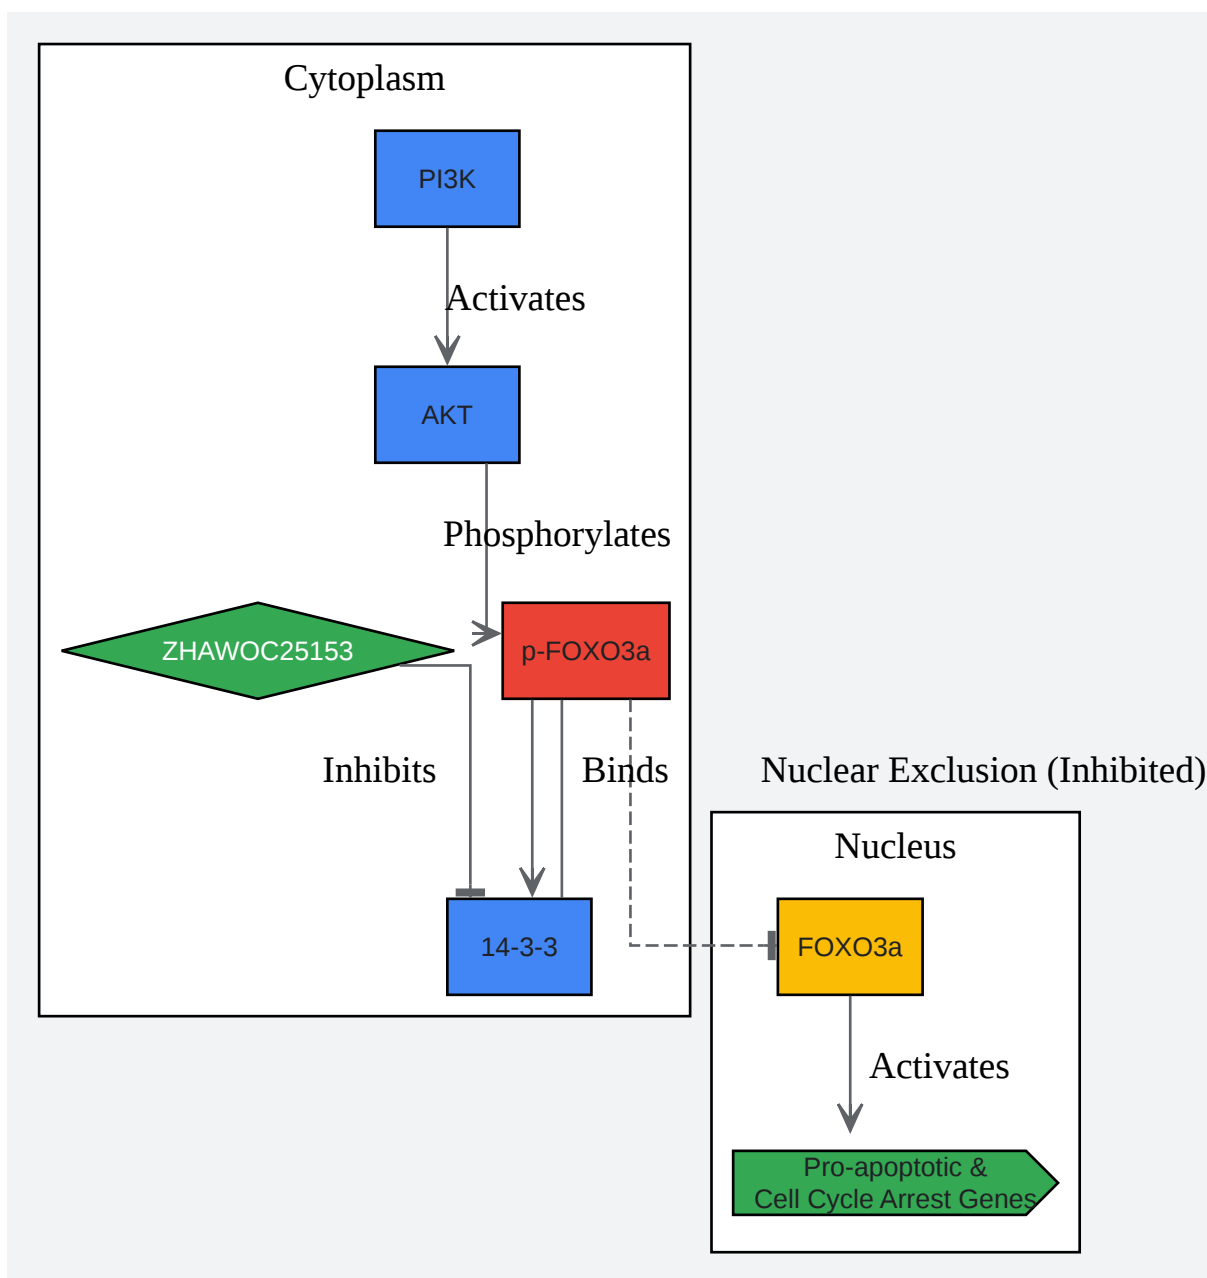 Cytoplasm
PI3K
Activates
AKT
Phosphorylates
ZHAWOC25153
p-FOXO3a
Inhibits
Binds
Nuclear Exclusion (Inhibited)
Nucleus
14-3-3
FOXO3a
Activates
Pro-apoptotic &
Cell Cycle Arrest Genes